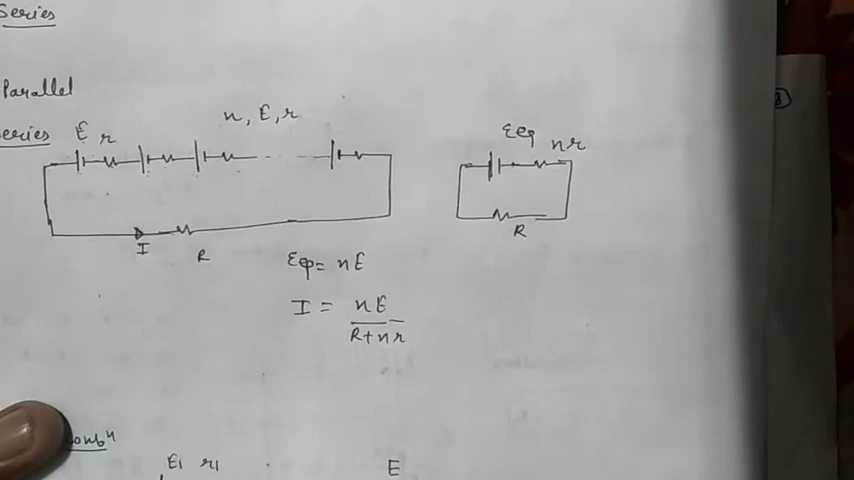 Series
Parallel
Series
E r
n, E, r
I
R
Eeq nr
R
Eeq = nE
I = nE
R+nr
E1 r1
E